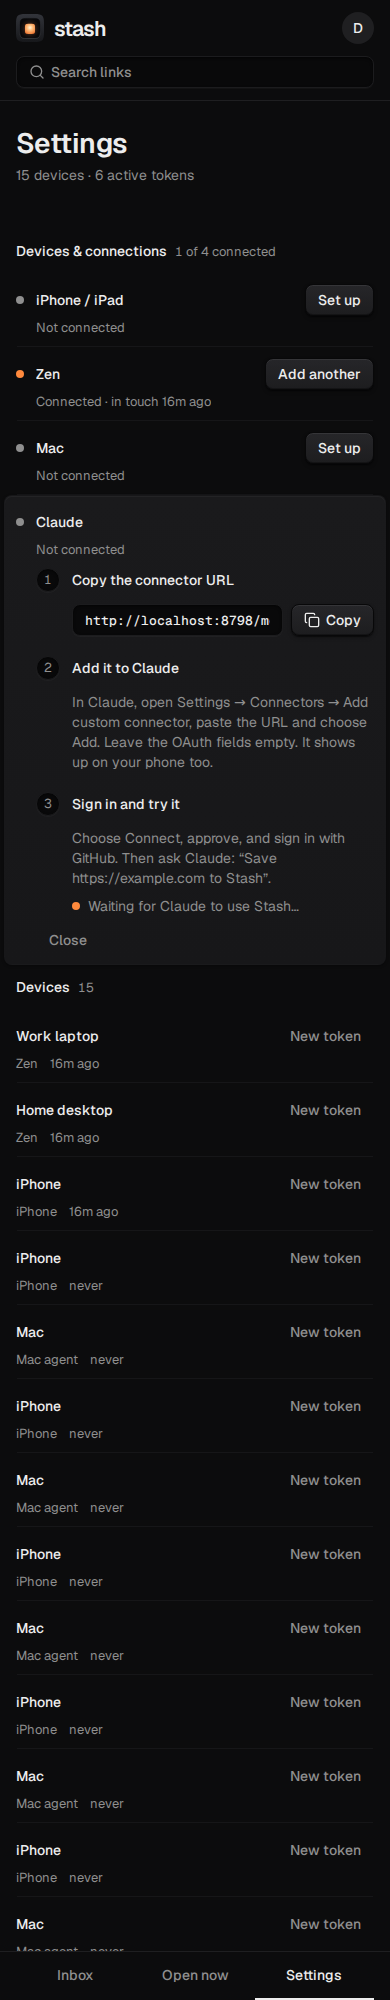 stash
D
Search links
Settings
15 devices · 6 active tokens
Devices & connections 1 of 4 connected
iPhone / iPad
Set up
Not connected
Zen
Add another
Connected · in touch 16m ago
Mac
Set up
Not connected
Claude
Not connected
1 Copy the connector URL
http://localhost:8798/m
Copy
2 Add it to Claude
In Claude, open Settings → Connectors → Add
custom connector, paste the URL and choose
Add. Leave the OAuth fields empty. It shows
up on your phone too.
3 Sign in and try it
Choose Connect, approve, and sign in with
GitHub. Then ask Claude: “Save
https://example.com to Stash”.
Waiting for Claude to use Stash…
Close
Devices 15
Work laptop
New token
Zen 16m ago
Home desktop
New token
Zen 16m ago
iPhone
New token
iPhone 16m ago
iPhone
New token
iPhone never
Mac
New token
Mac agent never
iPhone
New token
iPhone never
Mac
New token
Mac agent never
iPhone
New token
iPhone never
Mac
New token
Mac agent never
iPhone
New token
iPhone never
Mac
New token
Mac agent never
iPhone
New token
iPhone never
Mac
New token
Mac agent never
Inbox
Open now
Settings